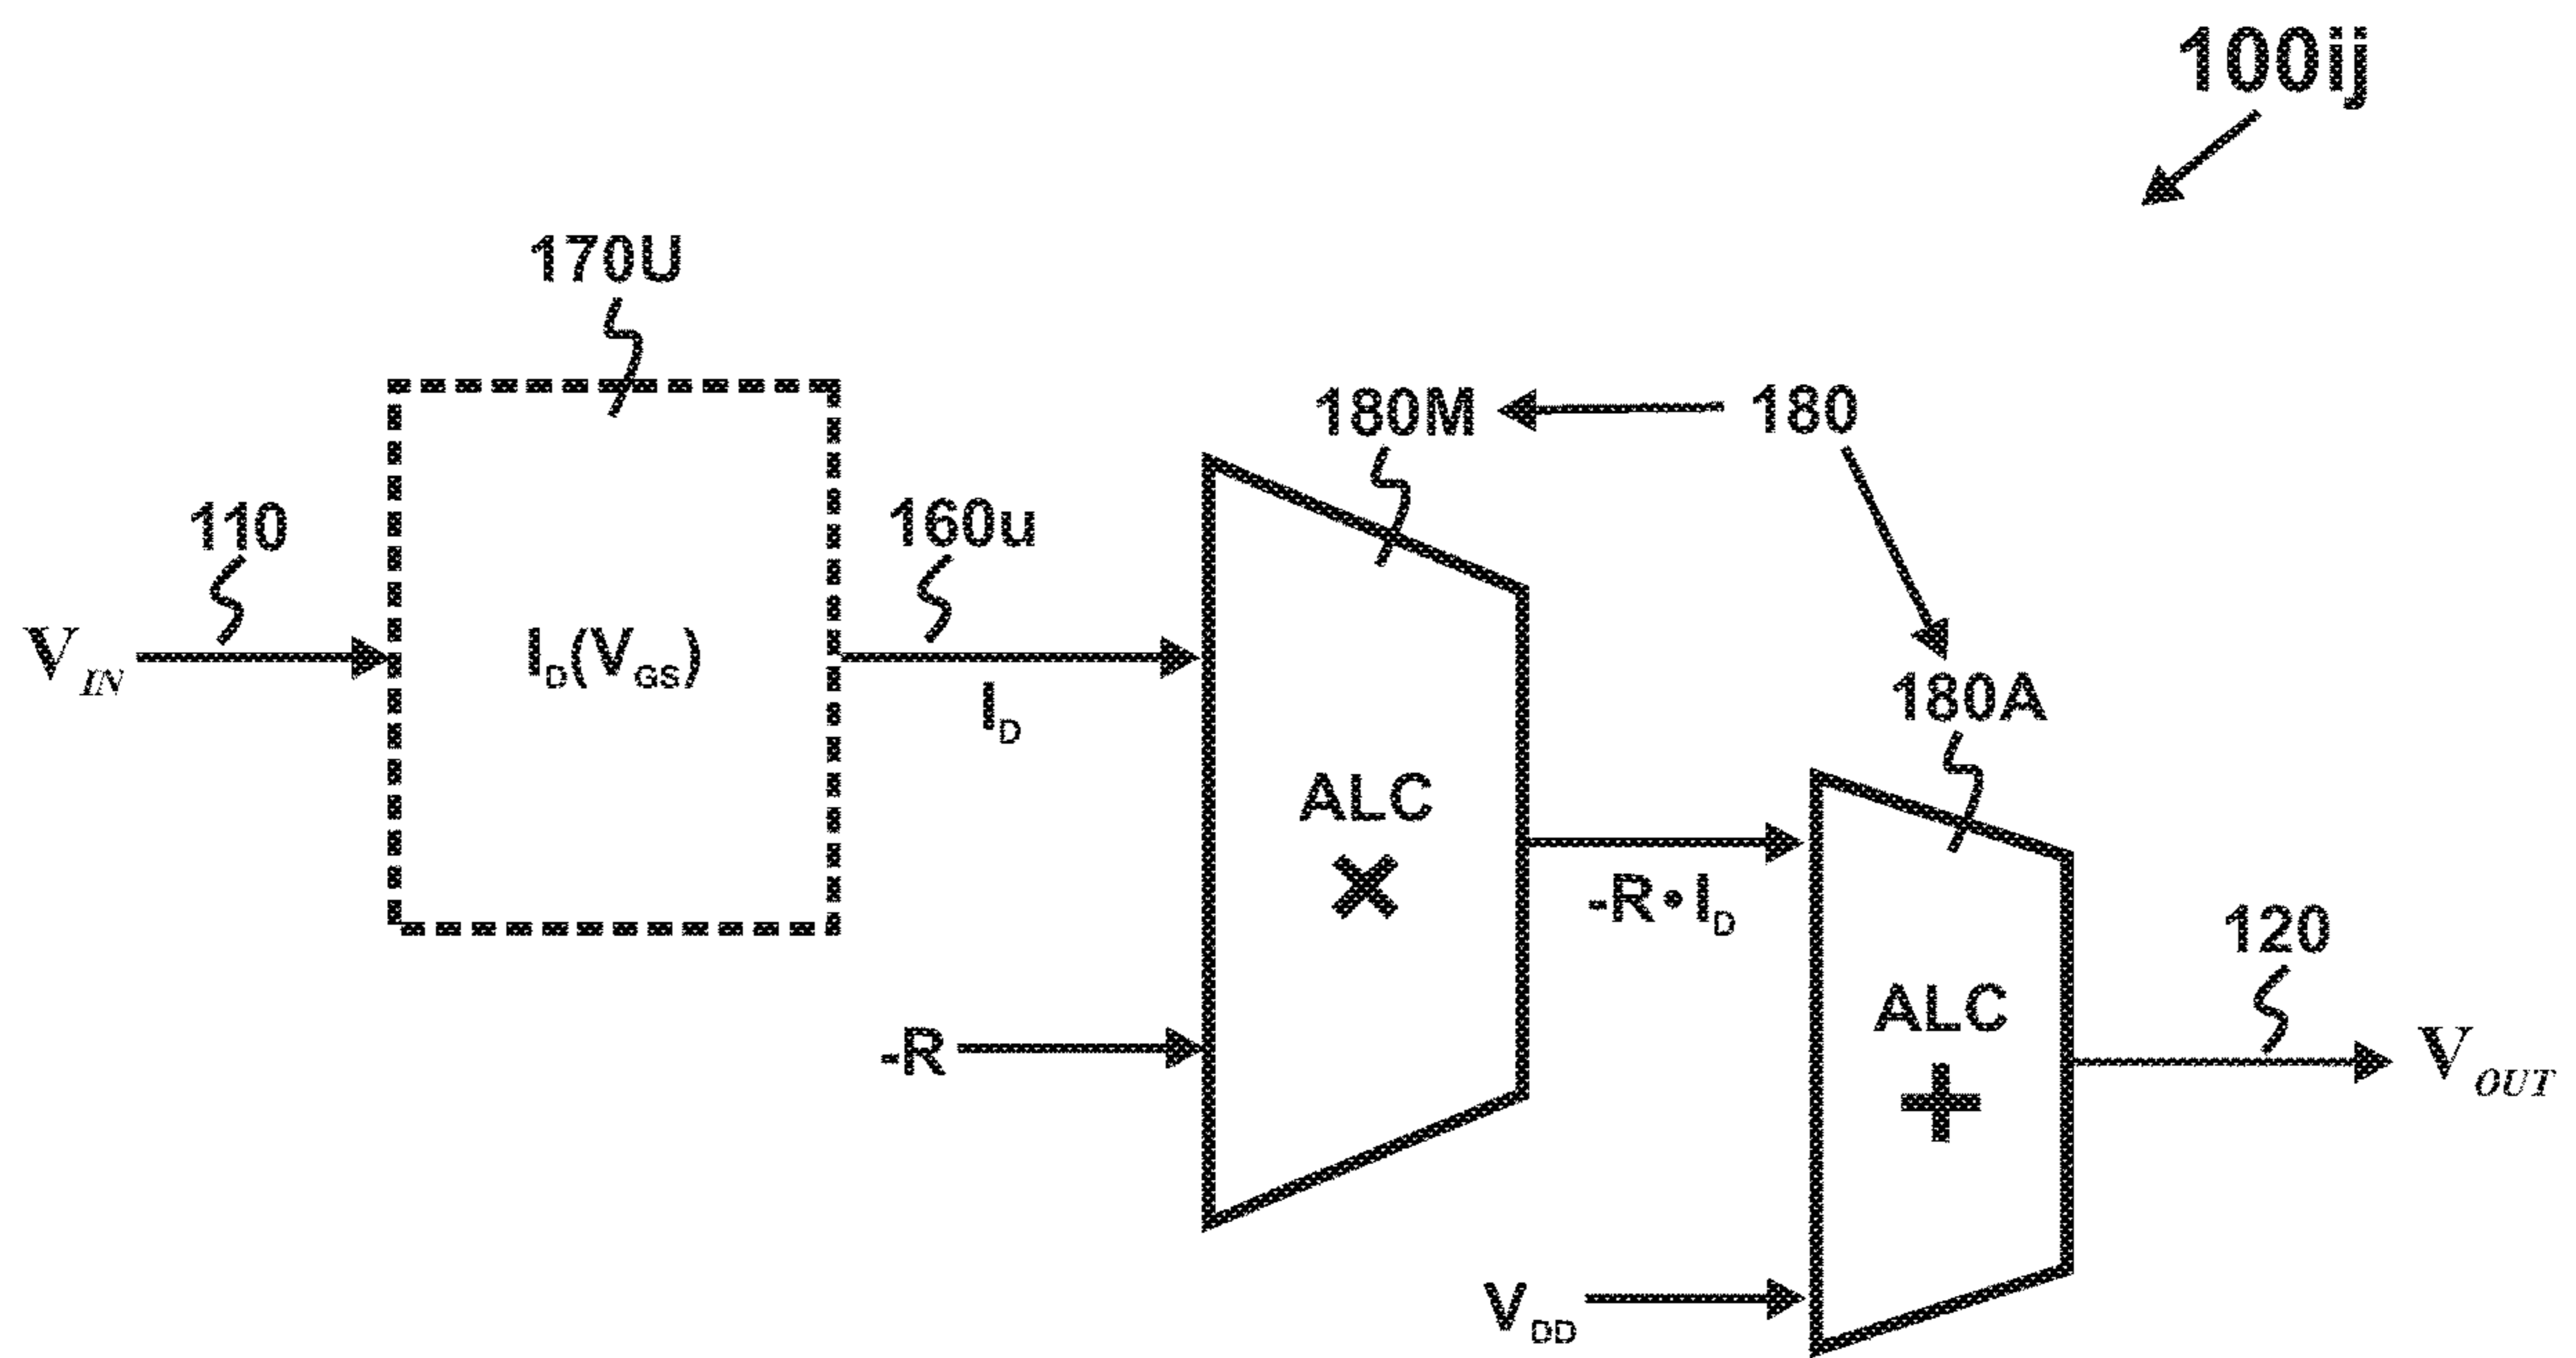 100ij
170U
180M
180
110
160u
V_IN
I_D(V_GS)
I_D
180A
ALC
×
-R•I_D
120
ALC
+
-R
V_OUT
V_DD